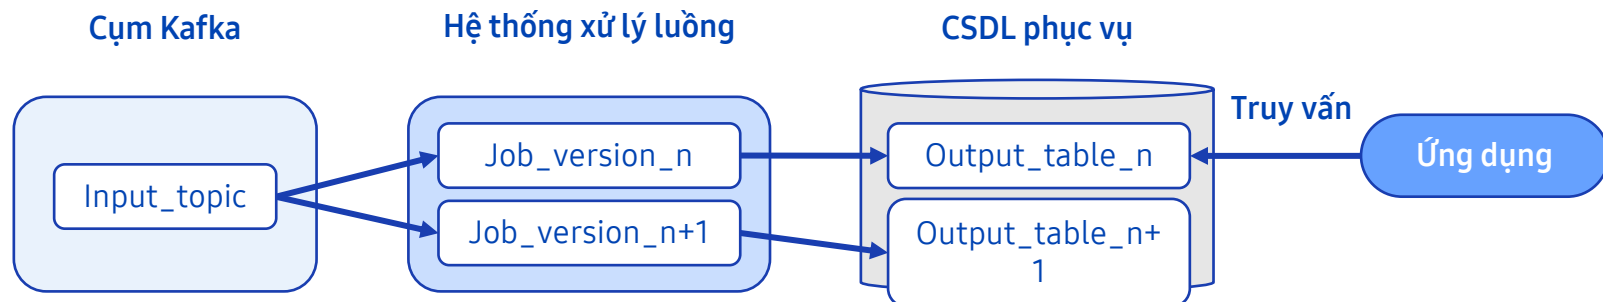 Cụm Kafka
Hệ thống xử lý luồng
CSDL phục vụ
Input_topic
Job_version_n
Job_version_n+1
Output_table_n
Output_table_n+
1
Truy vấn
Ứng dụng